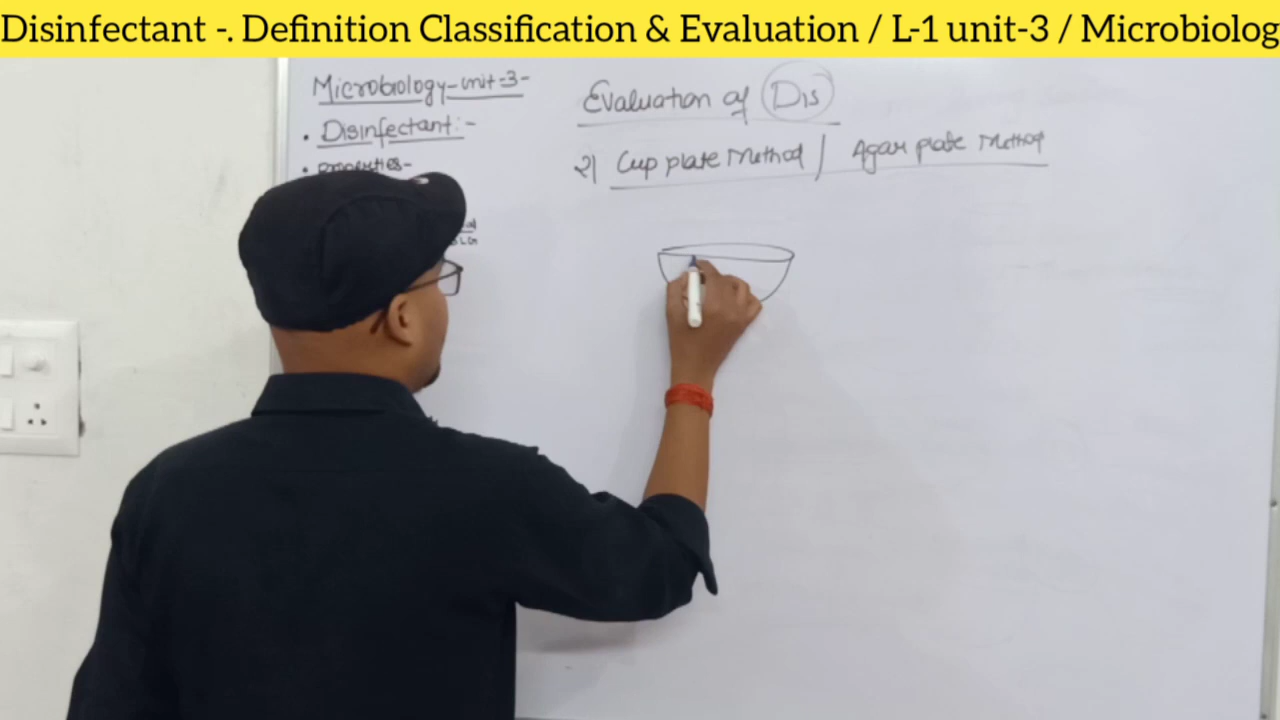 Disinfectant -. Definition Classification & Evaluation / L-1 unit-3 / Microbiolog
Microbiology-unit-3-
• Disinfectant:-
• properties-
Evaluation of Dis
2) Cup plate Method / Agar plate Method